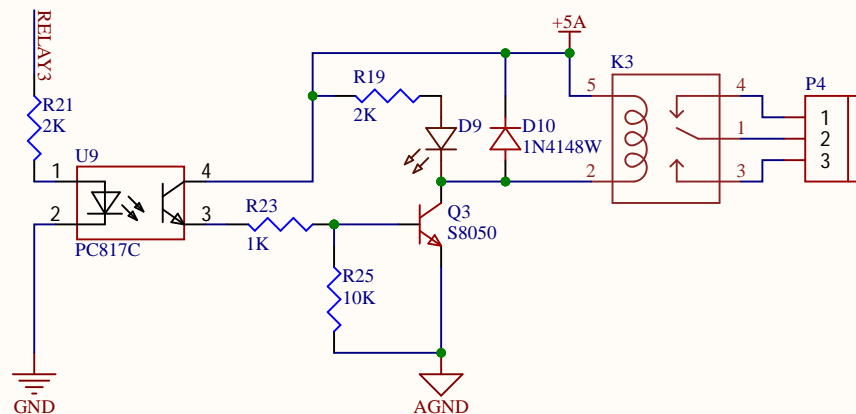 +5A
RELAY3
K3
R19
5
4
P4
R21
2K
2K
D9
D10
1N4148W
1
1
2
3
U9
1
4
2
3
2
3
R23
1K
Q3
S8050
PC817C
R25
10K
GND
AGND